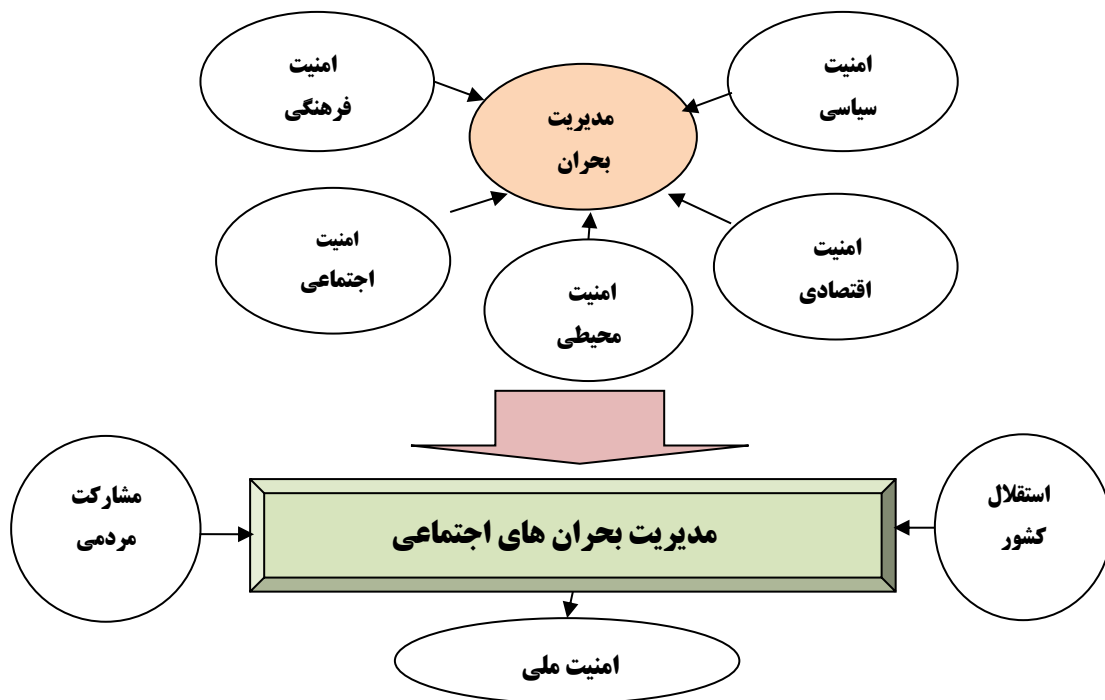 امنیت
سیاسی
امنیت
فرهنگی
مدیریت
بحران
امنیت
اقتصادی
امنیت
اجتماعی
امنیت
محیطی
استقلال
کشور
مدیریت بحران های اجتماعی
مشارکت
مردمی
امنیت ملی